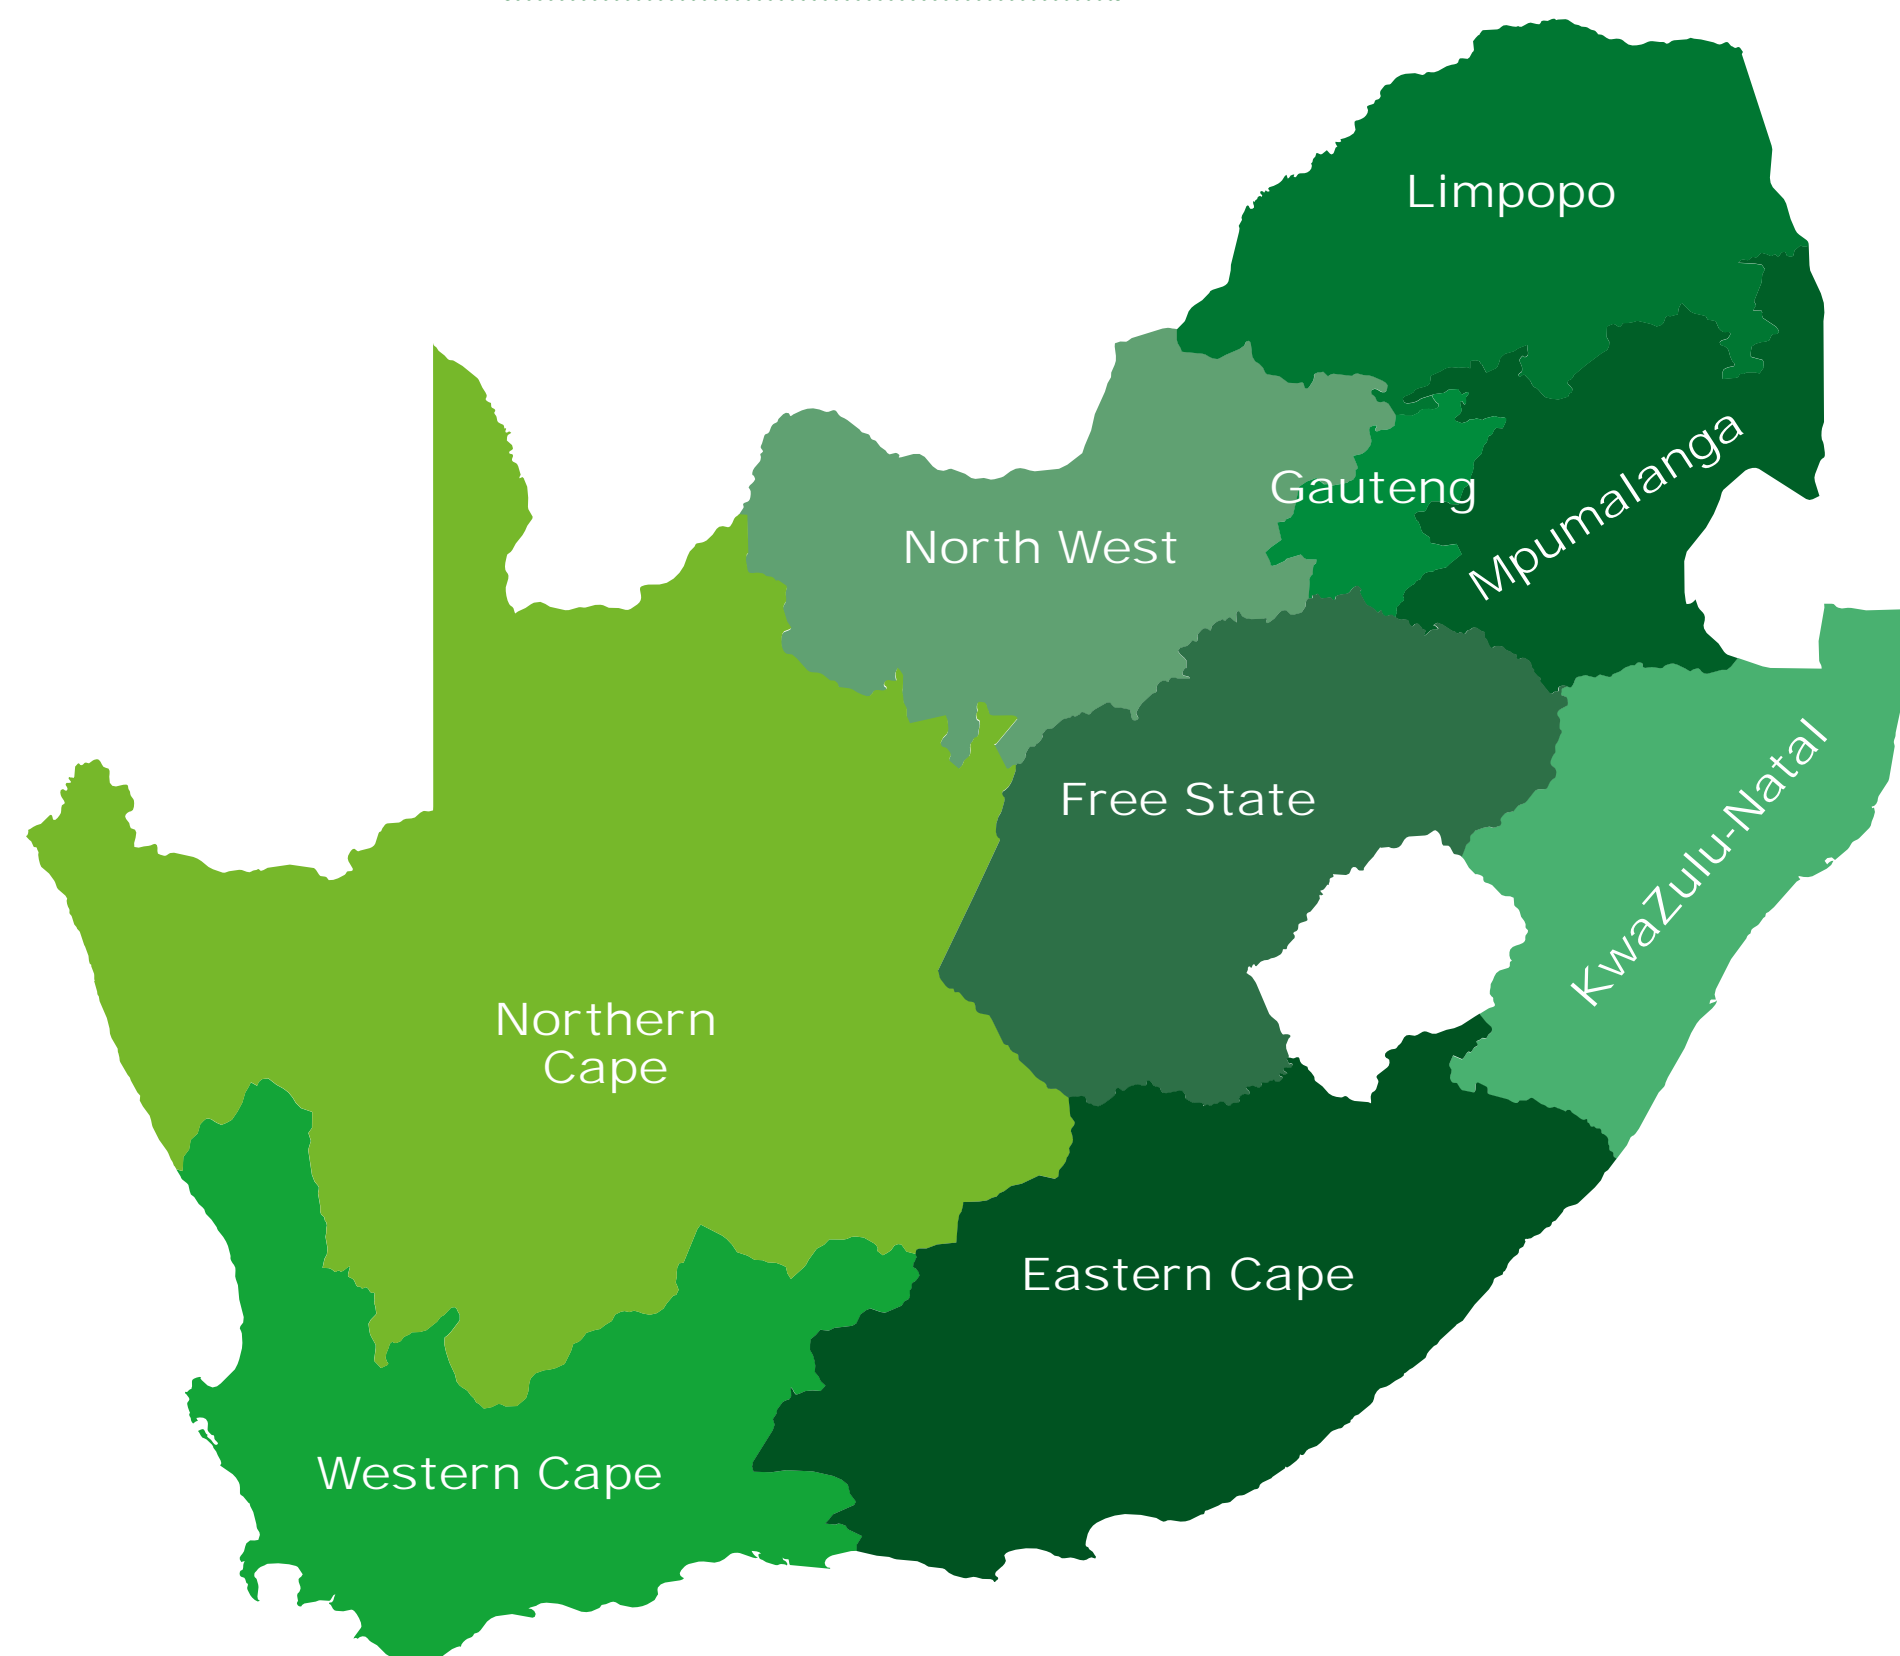 Limpopo
Mpumalanga
Gauteng
North West
KwaZulu-Natal
Free State
Northern
Cape
Eastern Cape
Western Cape